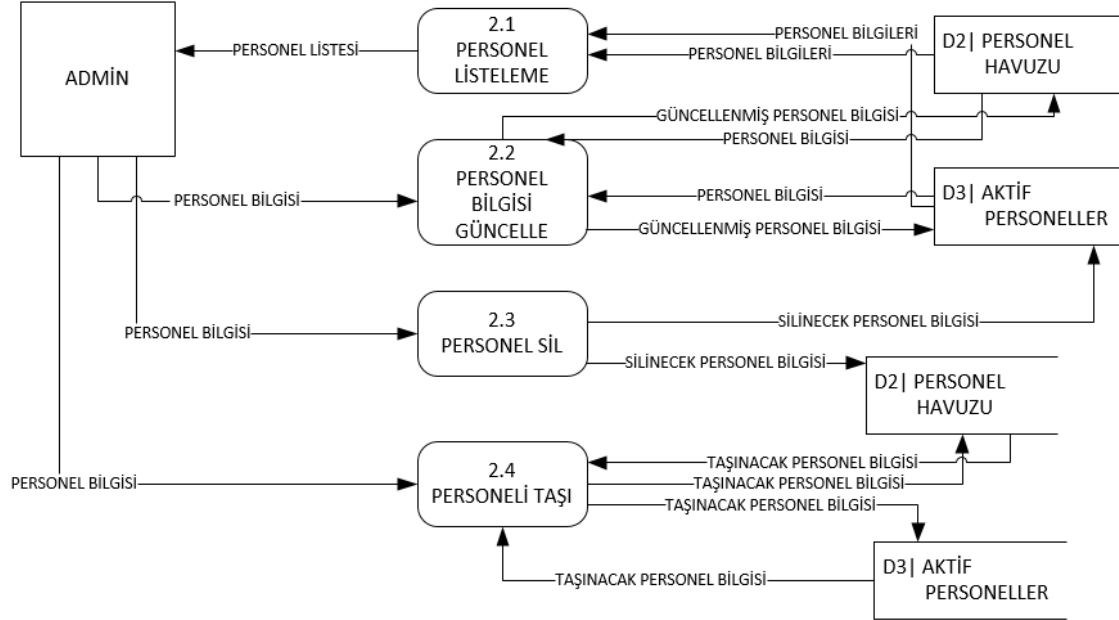 ADMİN
PERSONEL LİSTESİ
2.1
PERSONEL
LİSTELEME
PERSONEL BİLGİLERİ
PERSONEL BİLGİLERİ
D2| PERSONEL
HAVUZU
GÜNCELLENMİŞ PERSONEL BİLGİSİ
PERSONEL BİLGİSİ
2.2
PERSONEL
BİLGİSİ
GÜNCELLE
PERSONEL BİLGİSİ
PERSONEL BİLGİSİ
GÜNCELLENMİŞ PERSONEL BİLGİSİ
D3| AKTİF
PERSONELLER
PERSONEL BİLGİSİ
2.3
PERSONEL SİL
SİLİNECEK PERSONEL BİLGİSİ
SİLİNECEK PERSONEL BİLGİSİ
D2| PERSONEL
HAVUZU
PERSONEL BİLGİSİ
2.4
PERSONELİ TAŞI
TAŞINACAK PERSONEL BİLGİSİ
TAŞINACAK PERSONEL BİLGİSİ
TAŞINACAK PERSONEL BİLGİSİ
TAŞINACAK PERSONEL BİLGİSİ
D3| AKTİF
PERSONELLER